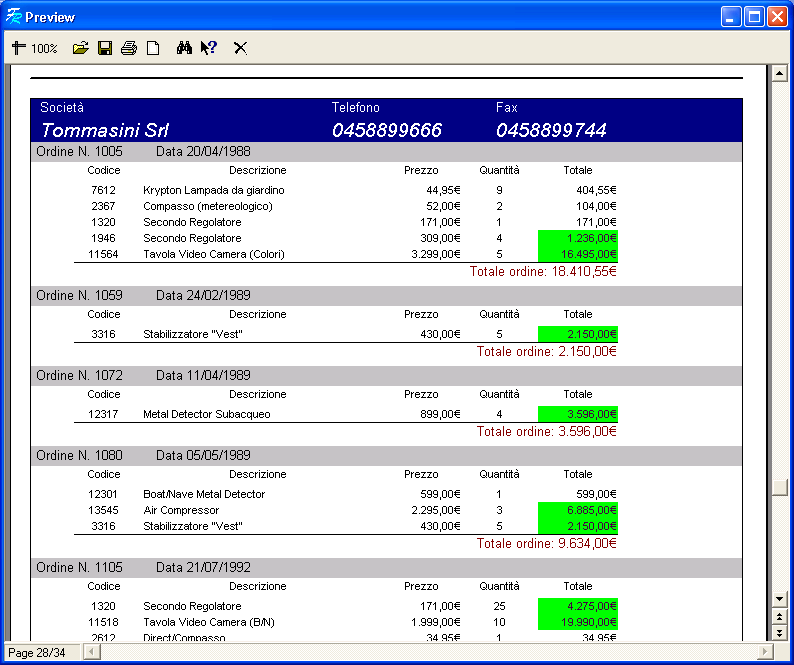 Preview
100%
Società Telefono Fax
Tommasini Srl 0458899666 0458899744
Ordine N. 1005 Data 20/04/1988
Codice Descrizione Prezzo Quantità Totale
7612 Krypton Lampada da giardino 44,95€ 9 404,55€
2367 Compasso (metereologico) 52,00€ 2 104,00€
1320 Secondo Regolatore 171,00€ 1 171,00€
1946 Secondo Regolatore 309,00€ 4 1.236,00€
11564 Tavola Video Camera (Colori) 3.299,00€ 5 16.495,00€
Totale ordine: 18.410,55€
Ordine N. 1059 Data 24/02/1989
Codice Descrizione Prezzo Quantità Totale
3316 Stabilizzatore "Vest" 430,00€ 5 2.150,00€
Totale ordine: 2.150,00€
Ordine N. 1072 Data 11/04/1989
Codice Descrizione Prezzo Quantità Totale
12317 Metal Detector Subacqueo 899,00€ 4 3.596,00€
Totale ordine: 3.596,00€
Ordine N. 1080 Data 05/05/1989
Codice Descrizione Prezzo Quantità Totale
12301 Boat/Nave Metal Detector 599,00€ 1 599,00€
13545 Air Compressor 2.295,00€ 3 6.885,00€
3316 Stabilizzatore "Vest" 430,00€ 5 2.150,00€
Totale ordine: 9.634,00€
Ordine N. 1105 Data 21/07/1992
Codice Descrizione Prezzo Quantità Totale
1320 Secondo Regolatore 171,00€ 25 4.275,00€
11518 Tavola Video Camera (B/N) 1.999,00€ 10 19.990,00€
2612 Direct/Compasso 34,95€ 1 34,95€
Page 28/34